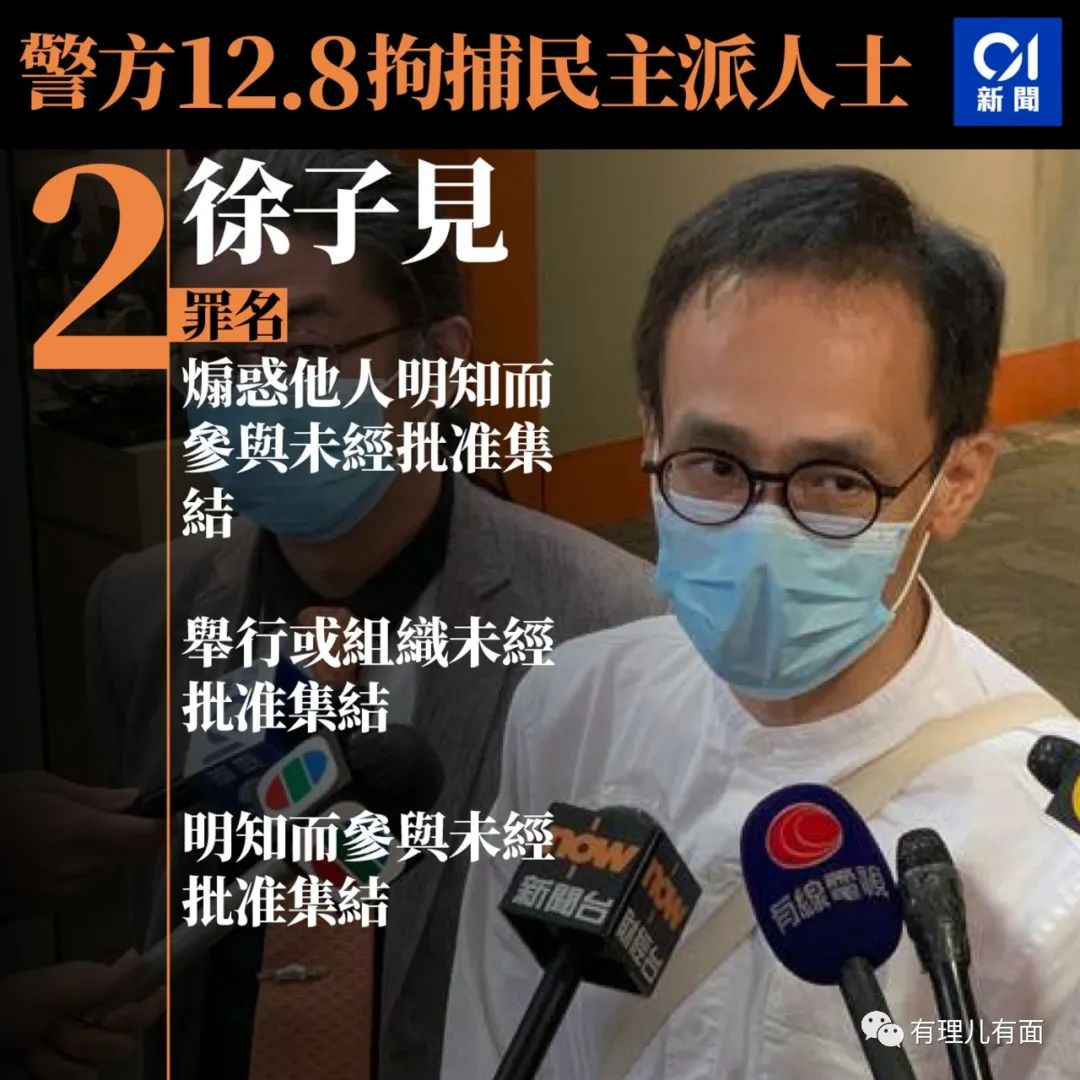 警方12.8拘捕民主派人士
01
新聞
2
徐子見
罪名
煽惑他人明知而
參與未經批准集
結
舉行或組織未經
批准集結
明知而參與未經
批准集結
now
新聞台
now
有線電視
有理儿有面